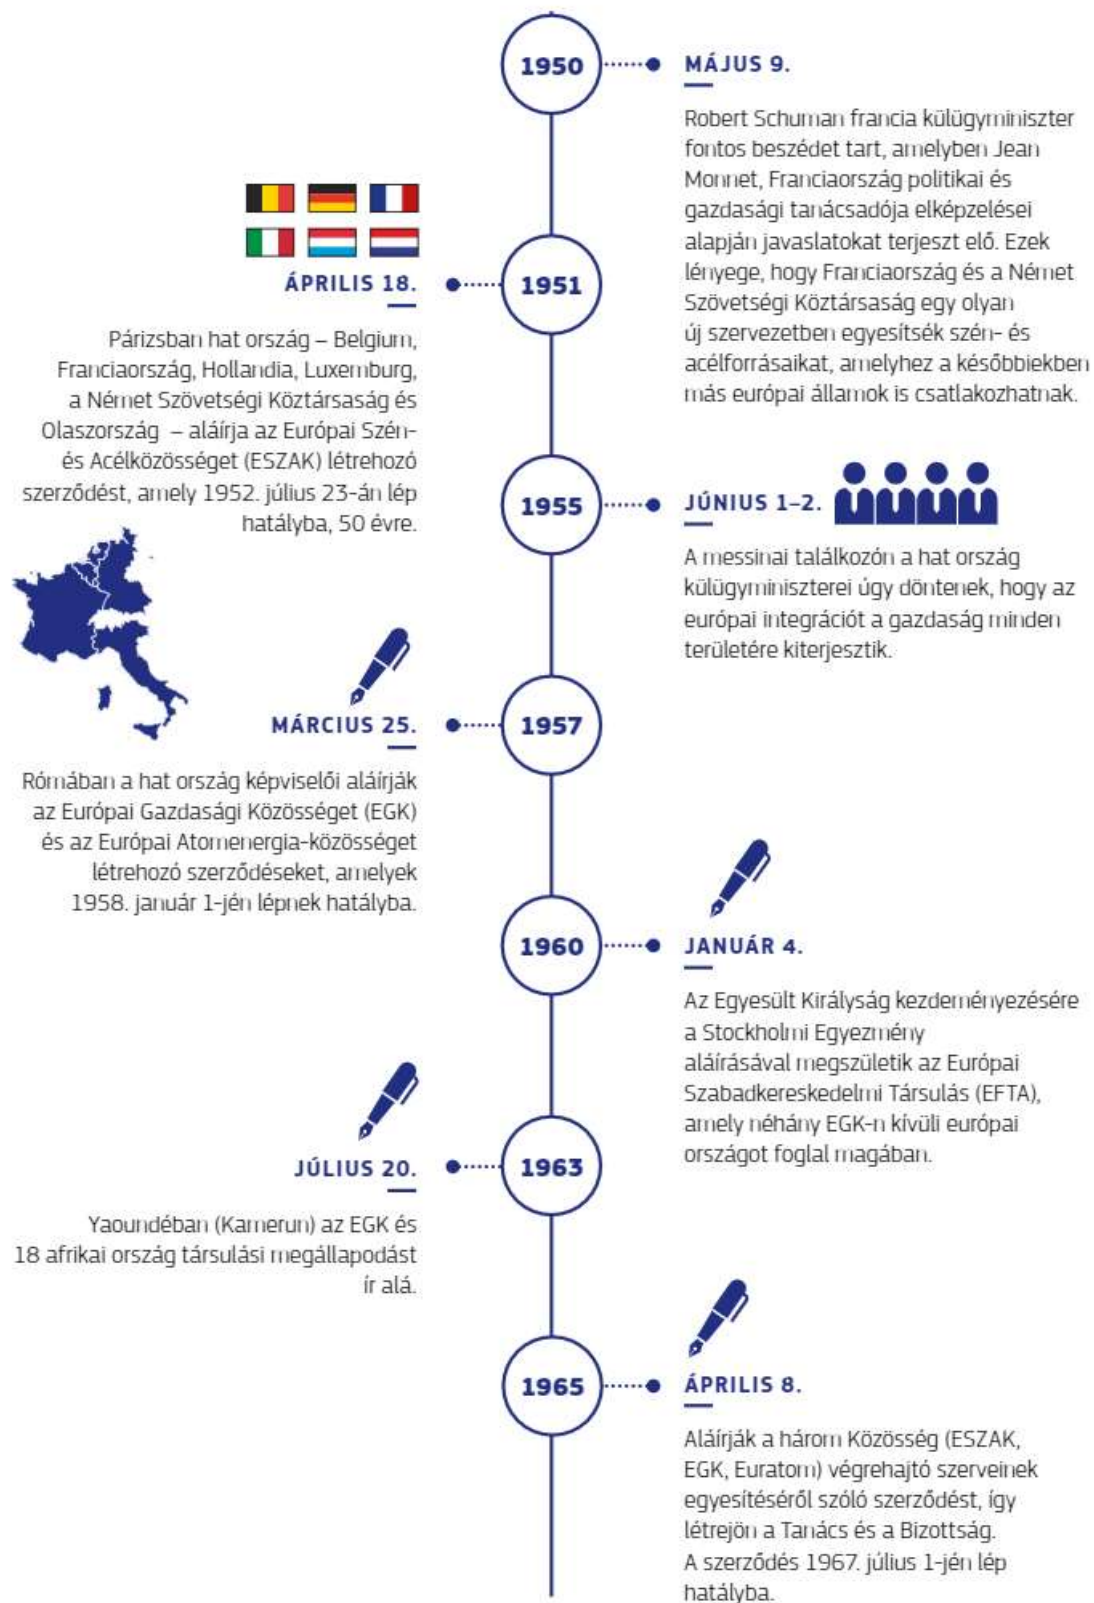 1950
MÁJUS 9.
Robert Schuman francia külügyminiszter
fontos beszédet tart, amelyben Jean
Monnet, Franciaország politikai és
gazdasági tanácsadója elképzelései
alapján javaslatokat terjeszt elő. Ezek
lényege, hogy Franciaország és a Német
Szövetségi Köztársaság egy olyan
új szervezetben egyesítsék szén- és
acélforrásaikat, amelyhez a későbbiekben
más európai államok is csatlakozhatnak.
1951
ÁPRILIS 18.
Párizsban hat ország – Belgium,
Franciaország, Hollandia, Luxemburg,
a Német Szövetségi Köztársaság és
Olaszország – aláírja az Európai Szén-
és Acélközösséget (ESZAK) létrehozó
szerződést, amely 1952. július 23-án lép
hatályba, 50 évre.
1955
JÚNIUS 1–2.
A messinai találkozón a hat ország
külügyminiszterei úgy döntenek, hogy az
európai integrációt a gazdaság minden
területére kiterjesztik.
1957
MÁRCIUS 25.
Rómában a hat ország képviselői aláírják
az Európai Gazdasági Közösséget (EGK)
és az Európai Atomenergia-közösséget
létrehozó szerződéseket, amelyek
1958. január 1-jén lépnek hatályba.
1960
JANUÁR 4.
Az Egyesült Királyság kezdeményezésére
a Stockholmi Egyezmény
aláírásával megszületik az Európai
Szabadkereskedelmi Társulás (EFTA),
amely néhány EGK-n kívüli európai
országot foglal magában.
1963
JÚLIUS 20.
Yaoundéban (Kamerun) az EGK és
18 afrikai ország társulási megállapodást
ír alá.
1965
ÁPRILIS 8.
Aláírják a három Közösség (ESZAK,
EGK, Euratom) végrehajtó szerveinek
egyesítéséről szóló szerződést, így
létrejön a Tanács és a Bizottság.
A szerződés 1967. július 1-jén lép
hatályba.